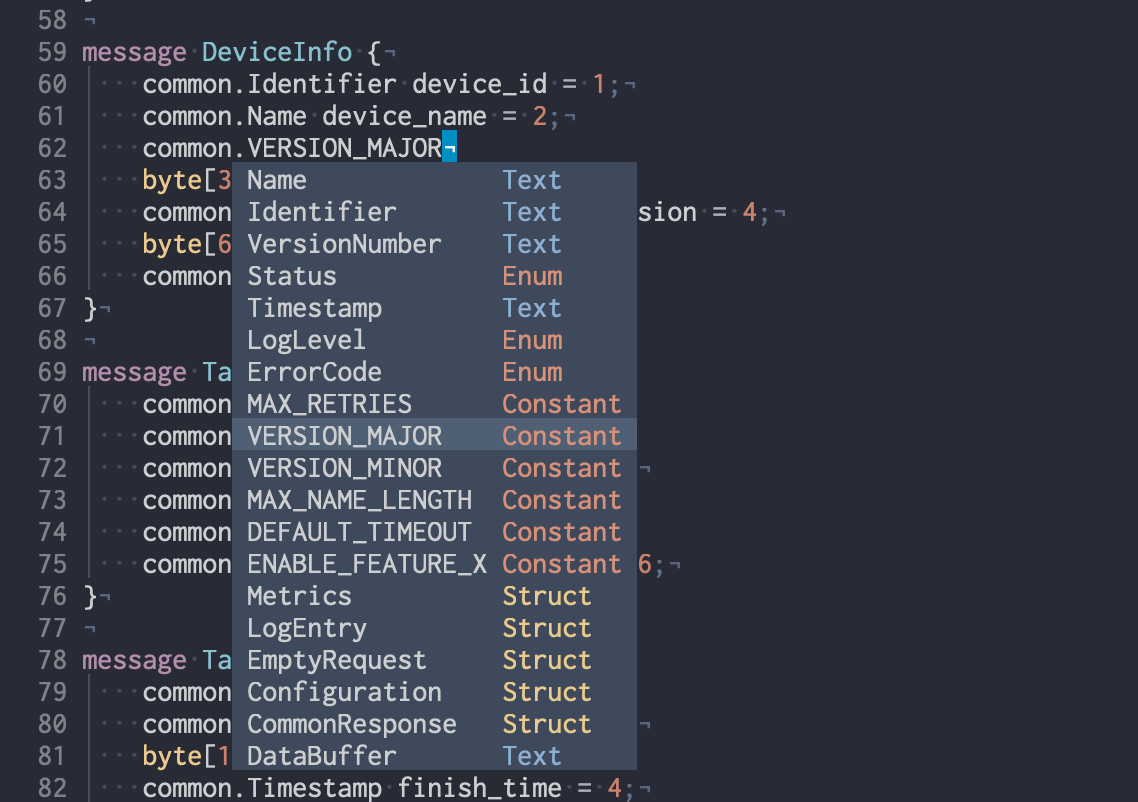 58 ¬
59 message DeviceInfo {¬
60 common.Identifier device_id = 1;¬
61 common.Name device_name = 2;¬
62 common.VERSION_MAJOR¬
63 byte[3 Name Text
64 common Identifier Text sion = 4;¬
65 byte[6 VersionNumber Text
66 common Status Enum
67 }¬ Timestamp Text
68 ¬ LogLevel Enum
69 message Ta ErrorCode Enum
70 common MAX_RETRIES Constant
71 common VERSION_MAJOR Constant
72 common VERSION_MINOR Constant ¬
73 common MAX_NAME_LENGTH Constant
74 common DEFAULT_TIMEOUT Constant
75 common ENABLE_FEATURE_X Constant 6;¬
76 }¬ Metrics Struct
77 ¬ LogEntry Struct
78 message Ta EmptyRequest Struct
79 common Configuration Struct
80 common CommonResponse Struct ¬
81 byte[1 DataBuffer Text
82 common.Timestamp finish_time = 4;¬